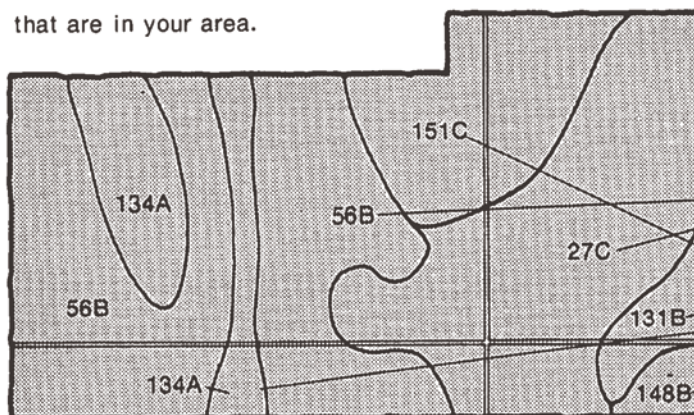 that are in your area.
151C
134A
56B
27C
56B
131B
134A
148B